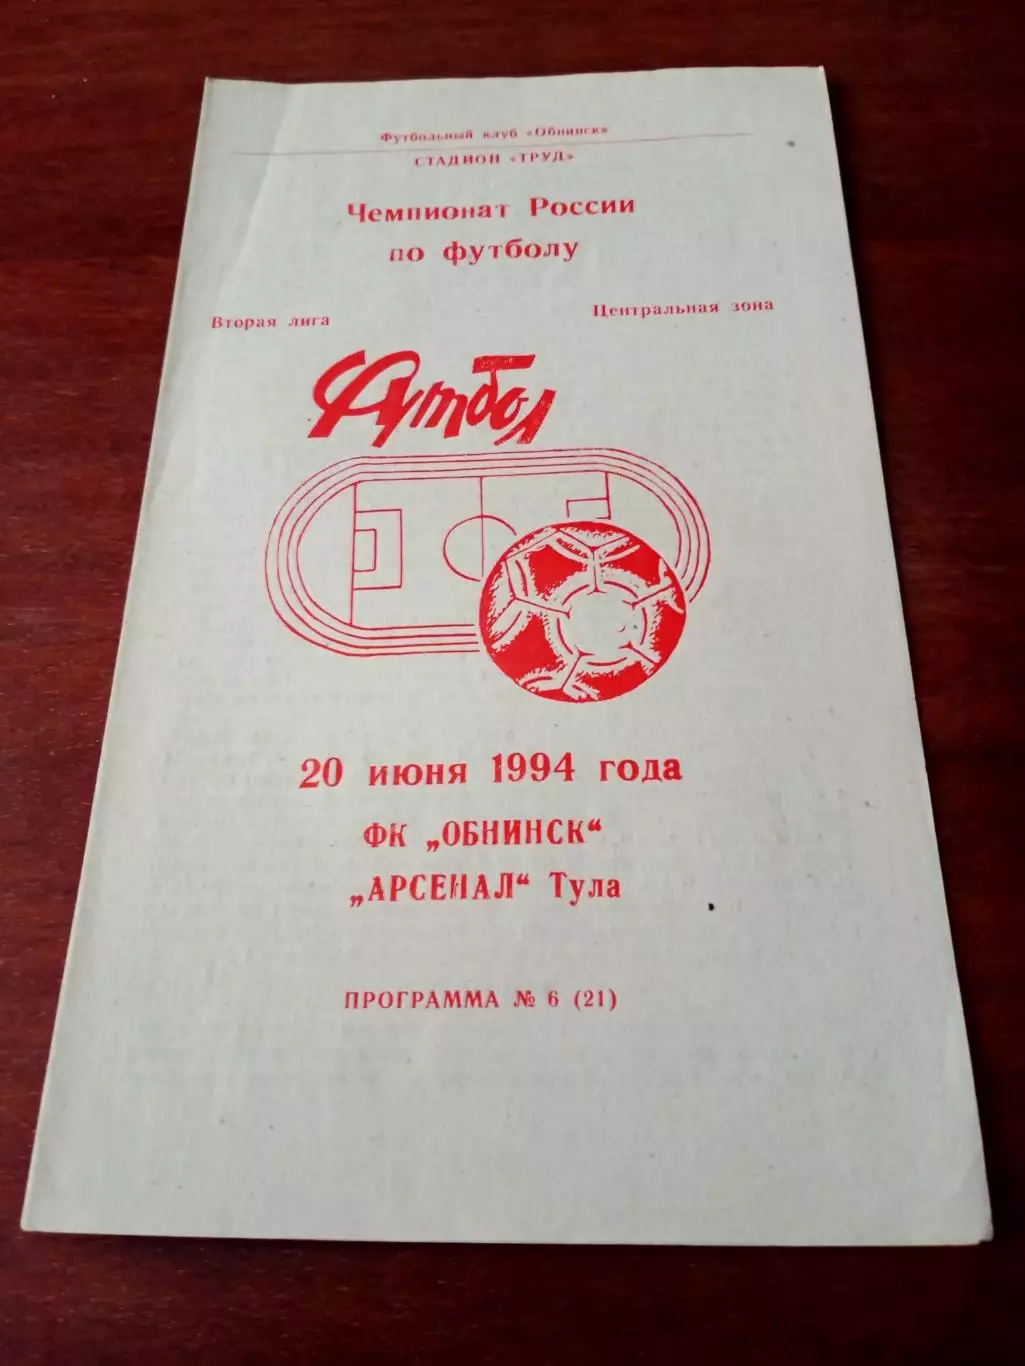 Футбольный клуб «Обнинск»
СТАДИОН «ТРУД»
Чемпионат России
по футболу
Вторая лига
Центральная зона
Футбол
20 июня 1994 года
ФК „ОБНИНСК“
„АРСЕНАЛ“ Тула
ПРОГРАММА № 6 (21)